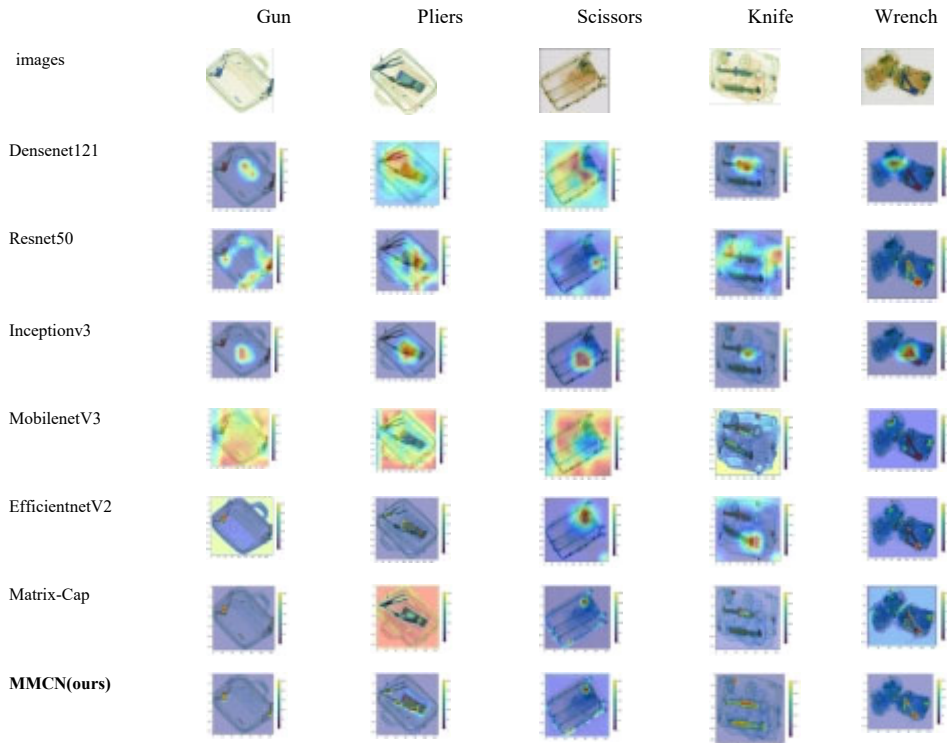 Gun Pliers Scissors Knife Wrench
images
Densenet121
Resnet50
Inceptionv3
MobilenetV3
EfficientnetV2
Matrix-Cap
MMCN(ours)